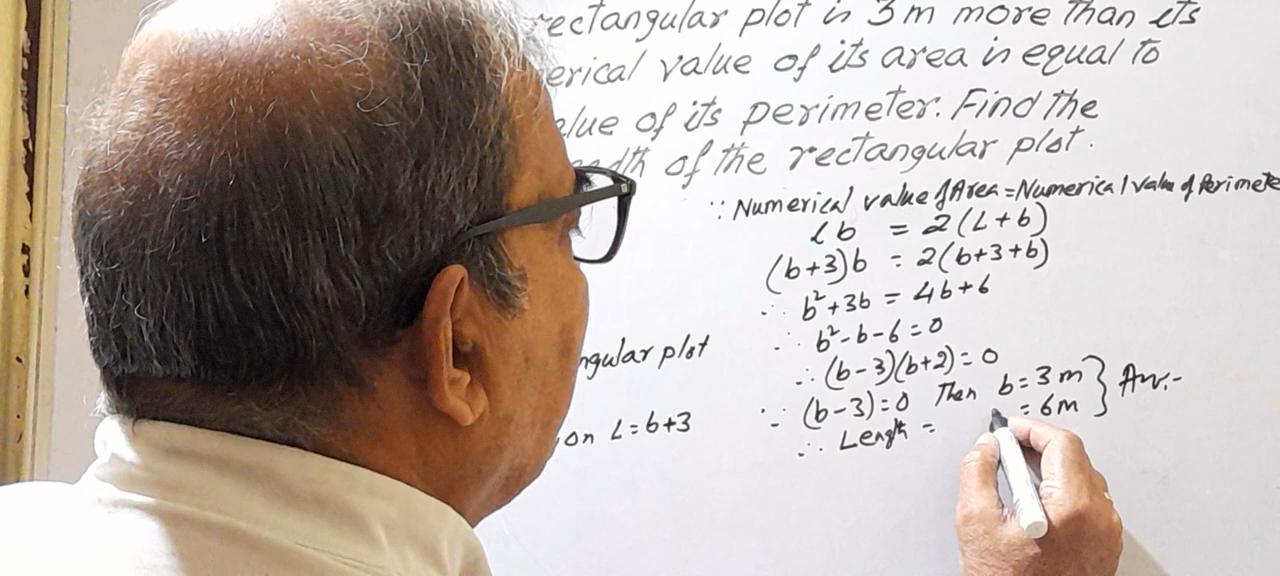 rectangular plot is 3m more than its
erical value of its area is equal to
alue of its perimeter. Find the
eadth of the rectangular plot.
∵ Numerical value of Area = Numerical value of Perimete
lb = 2(L+b)
(b+3)b = 2(b+3+b)
∴ b²+3b = 4b+6
∴ b²-b-6=0
ngular plot
∴ (b-3)(b+2)=0
∵ (b-3)=0 Then b=3m } Ans:-
on L=b+3
∴ Length = = 6m